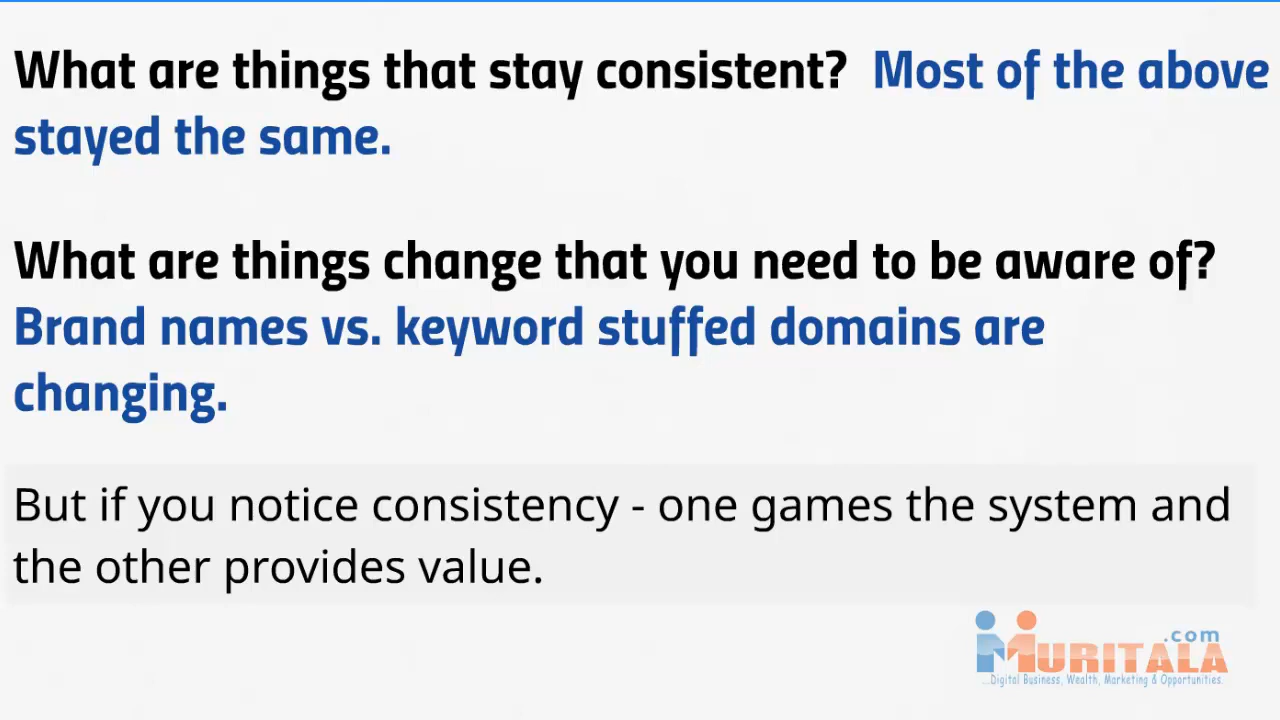 What are things that stay consistent? Most of the above
stayed the same.
What are things change that you need to be aware of?
Brand names vs. keyword stuffed domains are
changing.
But if you notice consistency - one games the system and
the other provides value.
.com
MURITALA
...Digital Business, Wealth, Marketing & Opportunities.